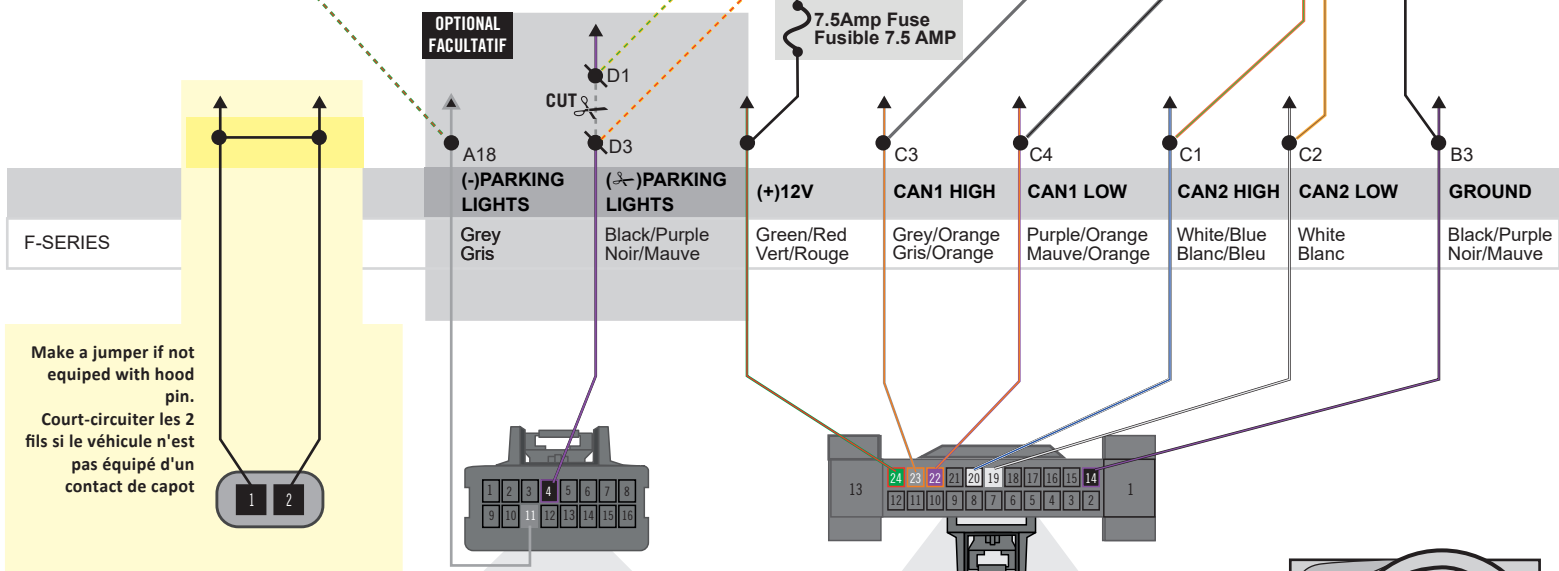 OPTIONAL
FACULTATIF
7.5Amp Fuse
Fusible 7.5 AMP
D1
CUT
D3
A18
C3
C4
C1
C2
B3
(-)PARKING
LIGHTS
()PARKING
LIGHTS
(+)12V
CAN1 HIGH
CAN1 LOW
CAN2 HIGH
CAN2 LOW
GROUND
F-SERIES
Grey
Gris
Black/Purple
Noir/Mauve
Green/Red
Vert/Rouge
Grey/Orange
Gris/Orange
Purple/Orange
Mauve/Orange
White/Blue
Blanc/Bleu
White
Blanc
Black/Purple
Noir/Mauve
Make a jumper if not
equipped with hood
pin.
Court-circuiter les 2
fils si le véhicule n'est
pas équipé d'un
contact de capot
1 2
1 2 3 4 5 6 7 8
9 10 11 12 13 14 15 16
13
24 23 22 21 20 19 18 17 16 15 14
12 11 10 9 8 7 6 5 4 3 2
1